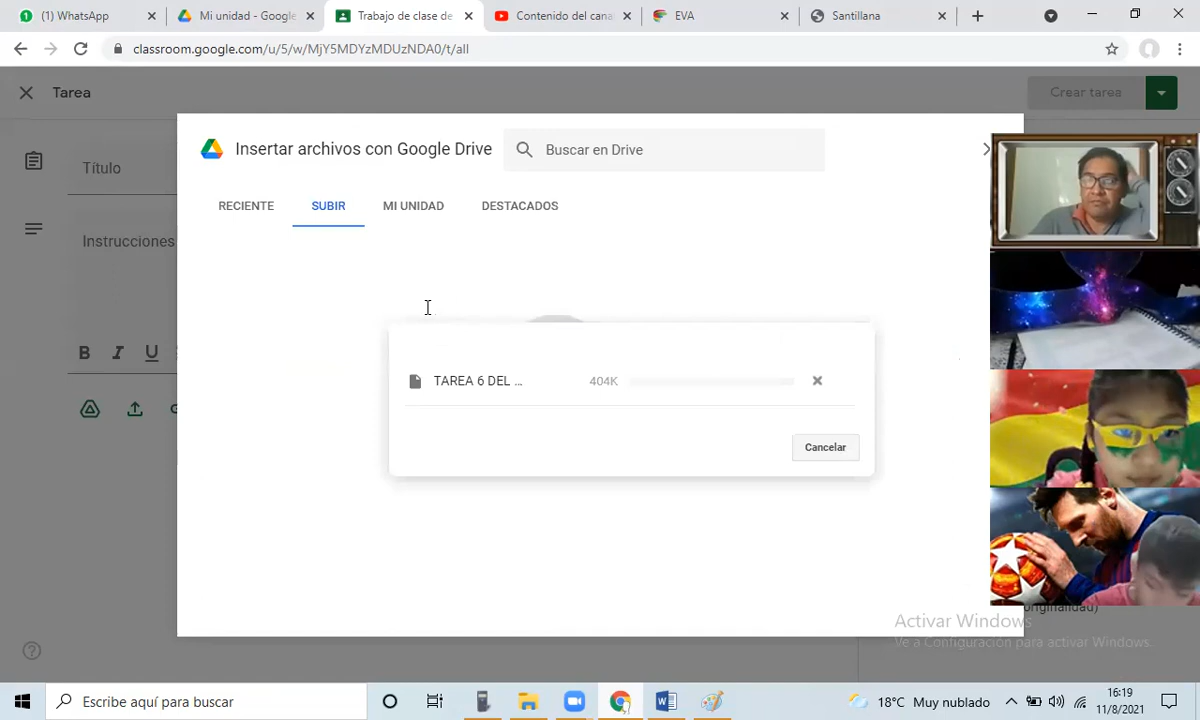 (1) WhatsApp
Mi unidad - Google
Trabajo de clase de
Contenido del cana
EVA
Santillana
classroom.google.com/u/5/w/MjY5MDYzMDUzNDA0/t/all
Tarea
Crear tarea
Insertar archivos con Google Drive
Buscar en Drive
Título
RECIENTE
SUBIR
MI UNIDAD
DESTACADOS
Instrucciones
B I U
TAREA 6 DEL ...
404K
Cancelar
originalidad)
Activar Windows
Ve a Configuración para activar Windows.
Escribe aquí para buscar
18°C Muy nublado
16:19
11/8/2021